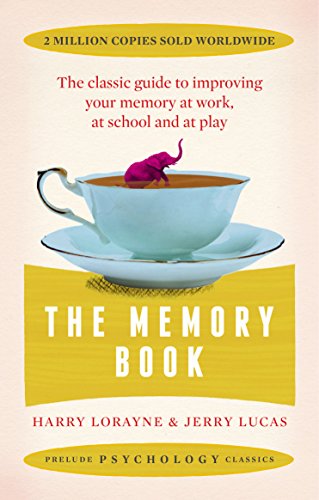 2 MILLION COPIES SOLD WORLDWIDE
The classic guide to improving
your memory at work,
at school and at play
THE MEMORY
BOOK
HARRY LORAYNE & JERRY LUCAS
PRELUDE PSYCHOLOGY CLASSICS